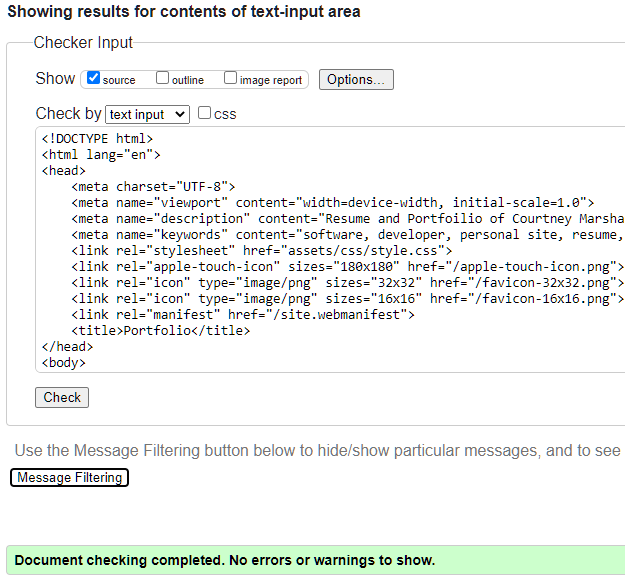 Showing results for contents of text-input area
Checker Input
Show source outline image report Options...
Check by text input css
<!DOCTYPE html>
<html lang="en">
<head>
<meta charset="UTF-8">
<meta name="viewport" content="width=device-width, initial-scale=1.0">
<meta name="description" content="Resume and Portfoilio of Courtney Marsha
<meta name="keywords" content="software, developer, personal site, resume,
<link rel="stylesheet" href="assets/css/style.css">
<link rel="apple-touch-icon" sizes="180x180" href="/apple-touch-icon.png">
<link rel="icon" type="image/png" sizes="32x32" href="/favicon-32x32.png">
<link rel="icon" type="image/png" sizes="16x16" href="/favicon-16x16.png">
<link rel="manifest" href="/site.webmanifest">
<title>Portfolio</title>
</head>
<body>
Check
Use the Message Filtering button below to hide/show particular messages, and to see
Message Filtering
Document checking completed. No errors or warnings to show.